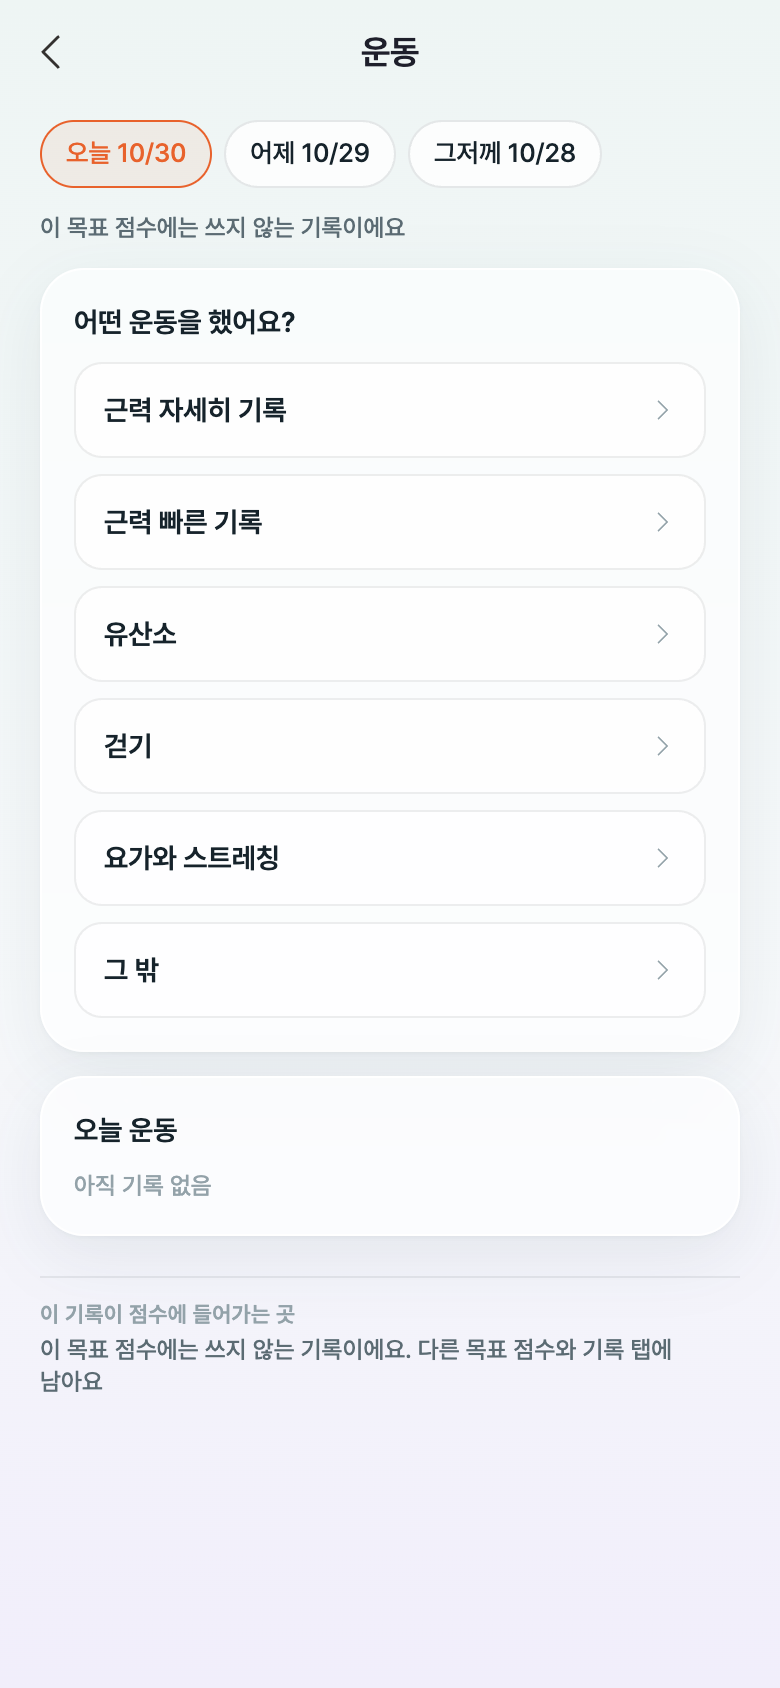 운동
오늘 10/30
어제 10/29
그저께 10/28
이 목표 점수에는 쓰지 않는 기록이에요
어떤 운동을 했어요?
근력 자세히 기록
근력 빠른 기록
유산소
걷기
요가와 스트레칭
그 밖
오늘 운동
아직 기록 없음
이 기록이 점수에 들어가는 곳
이 목표 점수에는 쓰지 않는 기록이에요. 다른 목표 점수와 기록 탭에
남아요